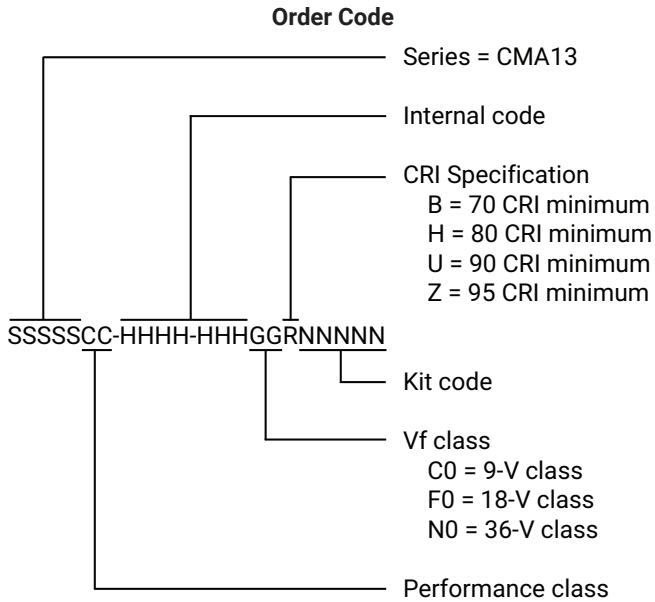 Order Code
Series = CMA13
Internal code
CRI Specification
B = 70 CRI minimum
H = 80 CRI minimum
U = 90 CRI minimum
Z = 95 CRI minimum
SSSSSCC-HHHH-HHHGGRNNNNN
Kit code
Vf class
C0 = 9-V class
F0 = 18-V class
N0 = 36-V class
Performance class